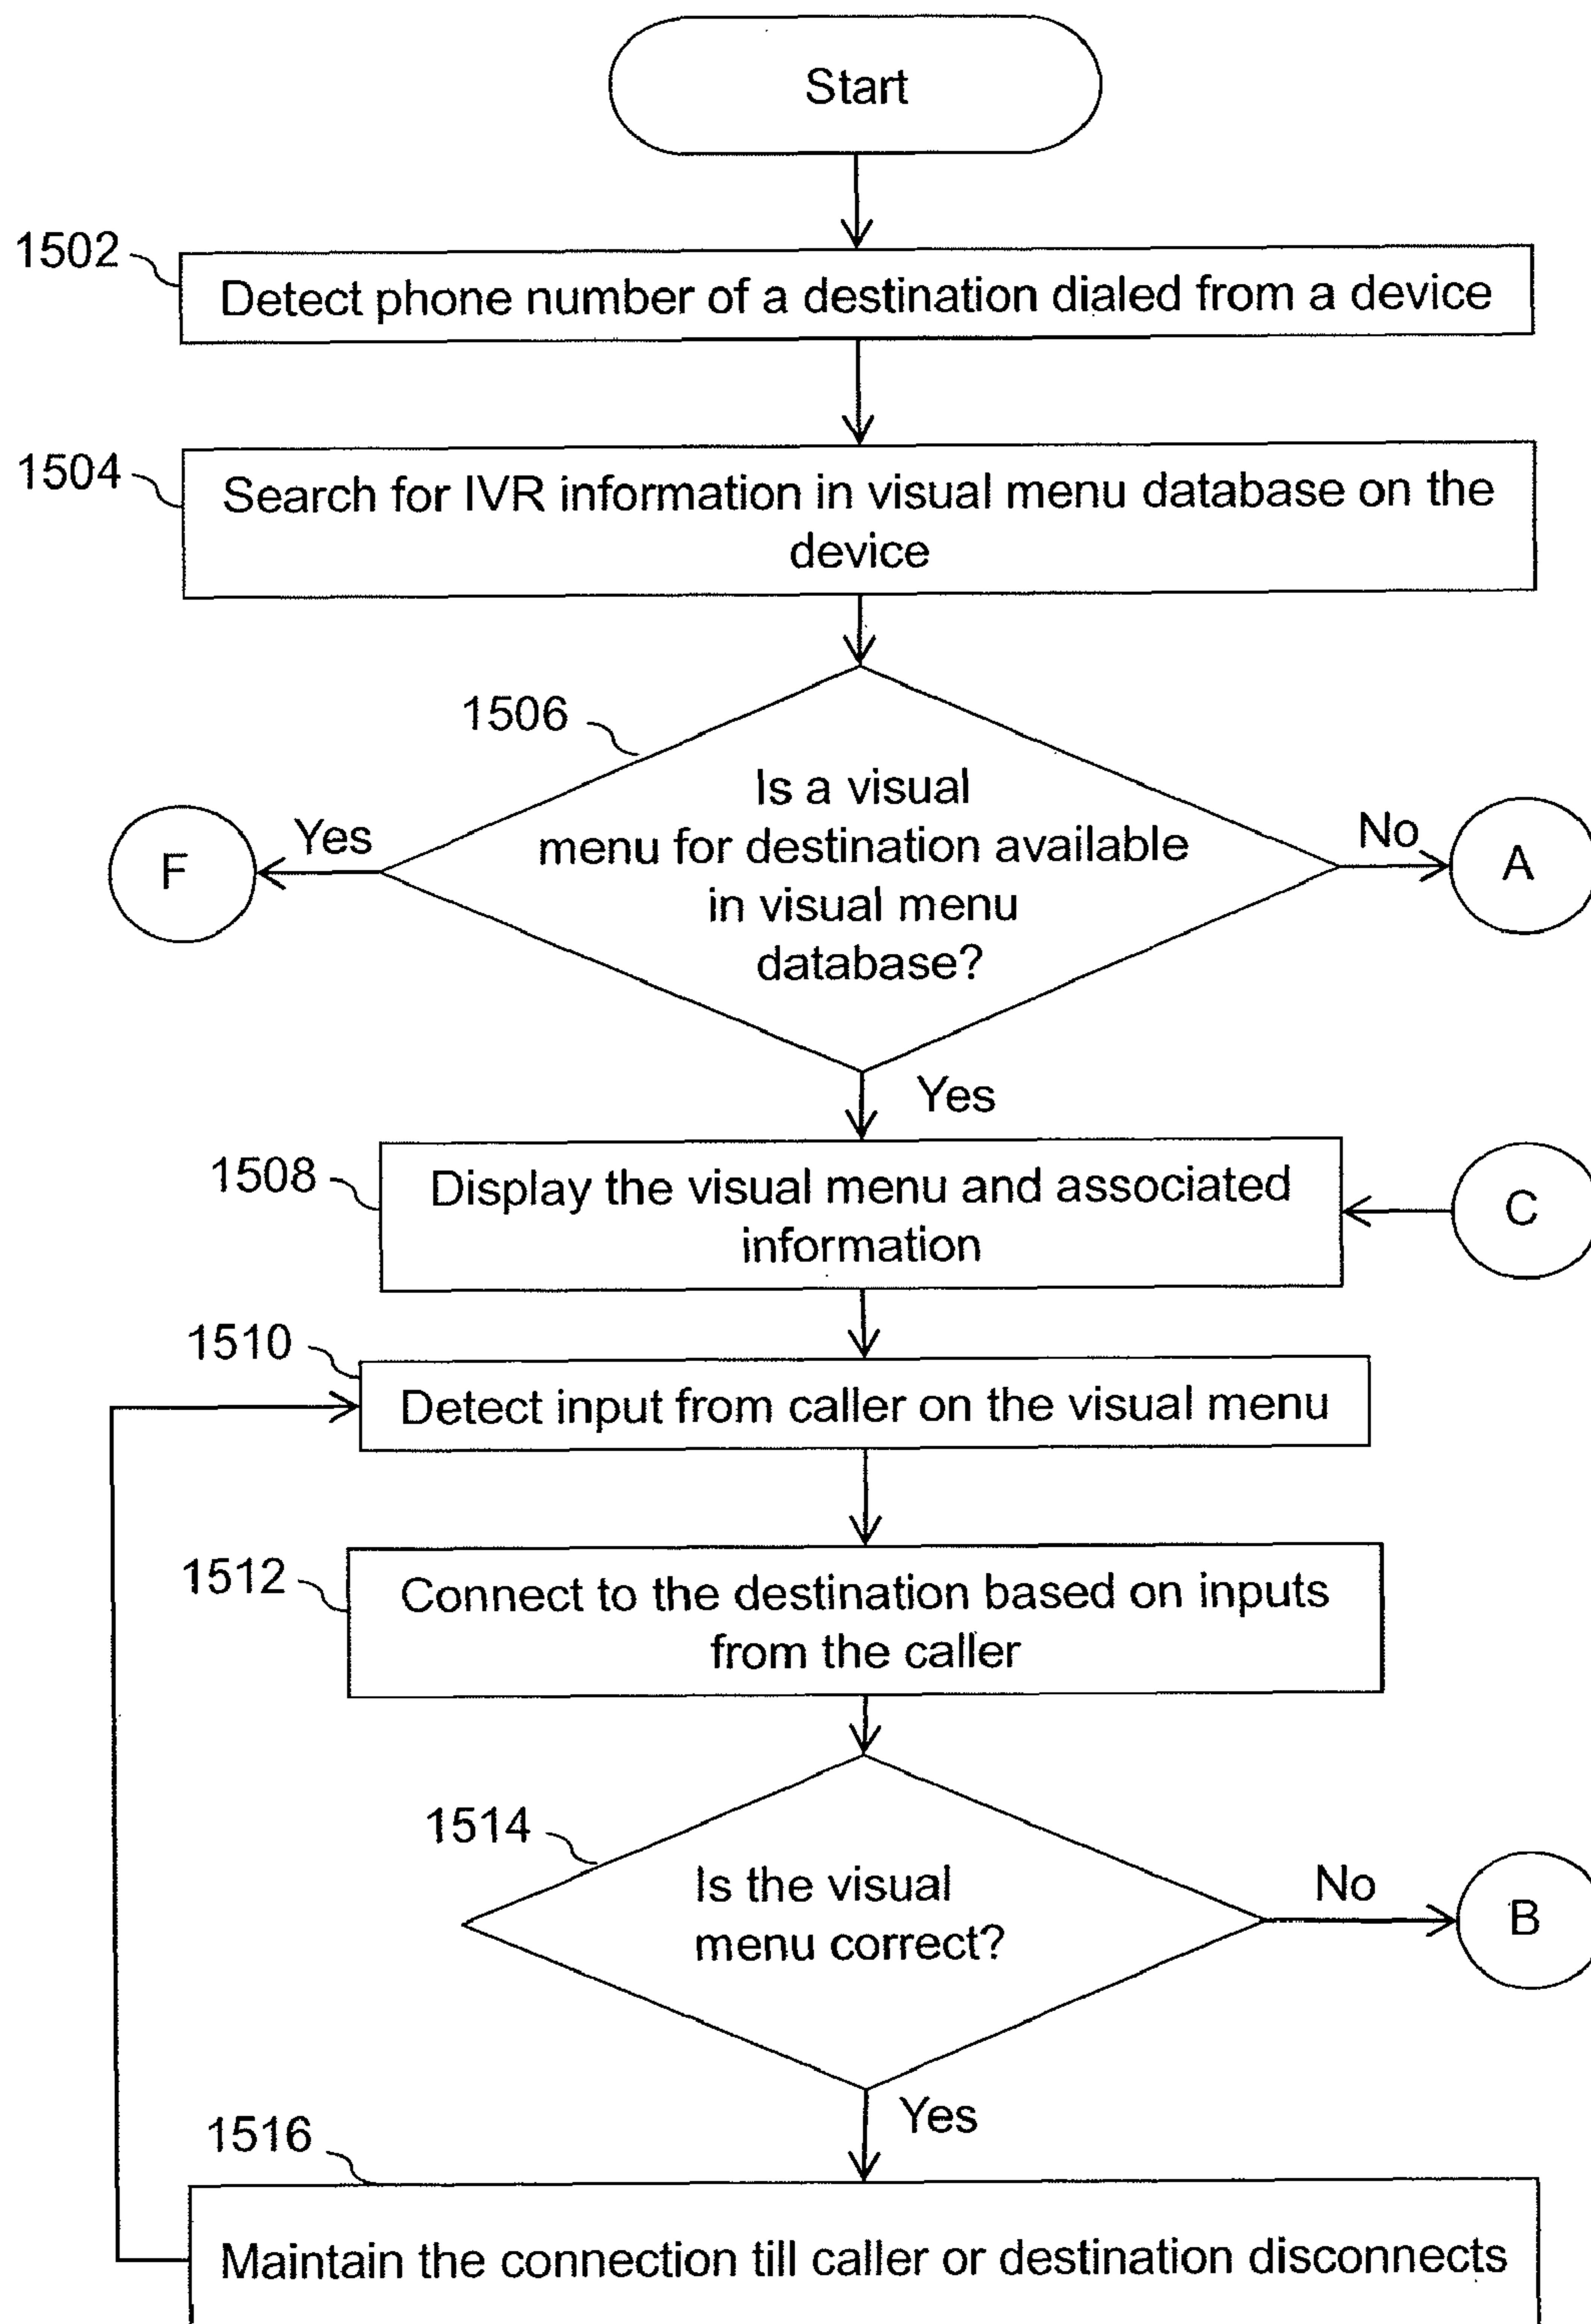 Start
1502
Detect phone number of a destination dialed from a device
1504
Search for IVR information in visual menu database on the
device
1506
Is a visual
menu for destination available
in visual menu
database?
Yes
F
No
A
Yes
1508
Display the visual menu and associated
information
C
1510
Detect input from caller on the visual menu
1512
Connect to the destination based on inputs
from the caller
1514
Is the visual
menu correct?
No
B
Yes
1516
Maintain the connection till caller or destination disconnects